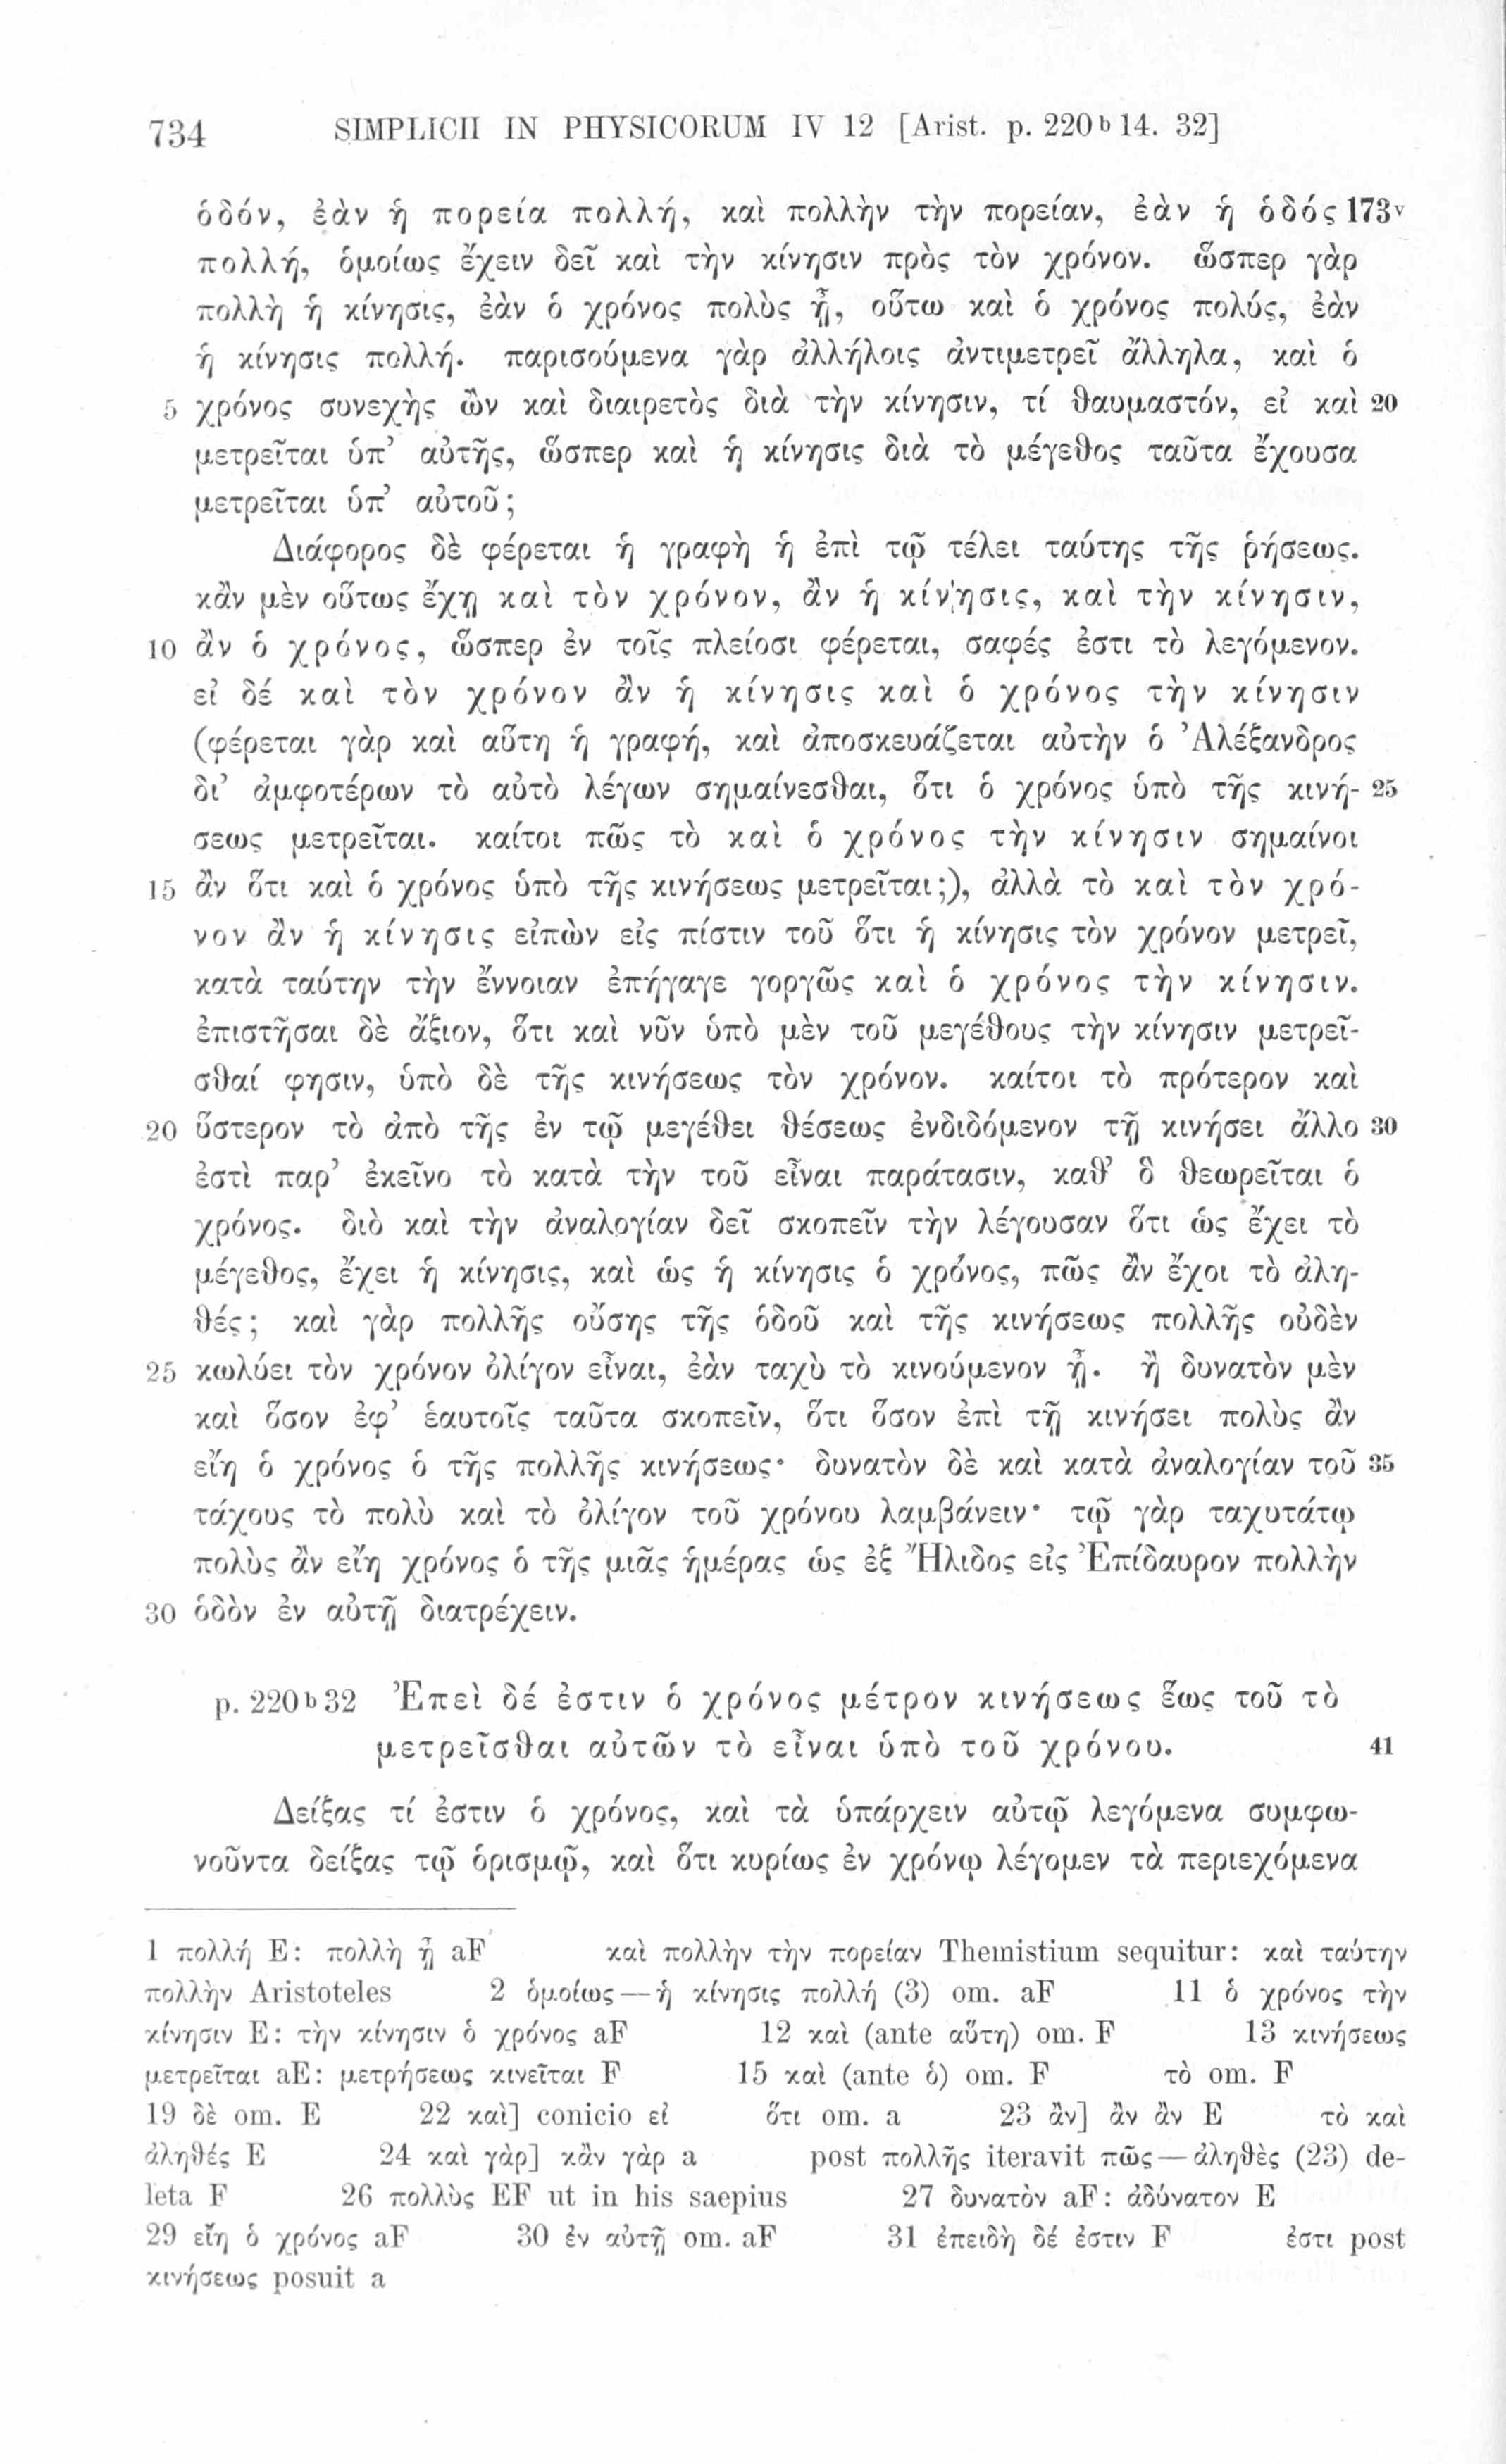 734 SIMPLICII IN PHYSICORUM IV 12 [Arist. p. 220 b 14. 32]
ὁδόν, ἐὰν ἡ πορεία πολλή, καὶ πολλὴν τὴν πορείαν, ἐὰν ἡ ὁδός 173v
πολλή, ὁμοίως ἔχειν δεῖ καὶ τὴν κίνησιν πρὸς τὸν χρόνον. ὥσπερ γὰρ
πολλὴ ἡ κίνησις, ἐὰν ὁ χρόνος πολὺς ᾖ, οὕτω καὶ ὁ χρόνος πολύς, ἐὰν
ἡ κίνησις πολλή. παρισούμενα γὰρ ἀλλήλοις ἀντιμετρεῖ ἄλληλα, καὶ ὁ
5 χρόνος συνεχὴς ὢν καὶ διαιρετὸς διὰ τὴν κίνησιν, τί θαυμαστόν, εἰ καὶ 20
μετρεῖται ὑπ' αὐτῆς, ὥσπερ καὶ ἡ κίνησις διὰ τὸ μέγεθος ταῦτα ἔχουσα
μετρεῖται ὑπ' αὐτοῦ;
Διάφορος δὲ φέρεται ἡ γραφὴ ἡ ἐπὶ τῷ τέλει ταύτης τῆς ῥήσεως.
κἂν μὲν οὕτως ἔχῃ καὶ τὸν χρόνον, ἂν ἡ κίνησις, καὶ τὴν κίνησιν,
10 ἂν ὁ χρόνος, ὥσπερ ἐν τοῖς πλείοσι φέρεται, σαφές ἐστι τὸ λεγόμενον.
εἰ δέ καὶ τὸν χρόνον ἂν ἡ κίνησις καὶ ὁ χρόνος τὴν κίνησιν
(φέρεται γὰρ καὶ αὕτη ἡ γραφή, καὶ ἀποσκευάζεται αὐτὴν ὁ Ἀλέξανδρος
δι' ἀμφοτέρων τὸ αὐτὸ λέγων σημαίνεσθαι, ὅτι ὁ χρόνος ὑπὸ τῆς κινή- 25
σεως μετρεῖται. καίτοι πῶς τὸ καὶ ὁ χρόνος τὴν κίνησιν σημαίνοι
15 ἂν ὅτι καὶ ὁ χρόνος ὑπὸ τῆς κινήσεως μετρεῖται;), ἀλλὰ τὸ καὶ τὸν χρό-
νον ἂν ἡ κίνησις εἰπὼν εἰς πίστιν τοῦ ὅτι ἡ κίνησις τὸν χρόνον μετρεῖ,
κατὰ ταύτην τὴν ἔννοιαν ἐπήγαγε γοργῶς καὶ ὁ χρόνος τὴν κίνησιν.
ἐπιστῆσαι δὲ ἄξιον, ὅτι καὶ νῦν ὑπὸ μὲν τοῦ μεγέθους τὴν κίνησιν μετρεῖ-
σθαί φησιν, ὑπὸ δὲ τῆς κινήσεως τὸν χρόνον. καίτοι τὸ πρότερον καὶ
20 ὕστερον τὸ ἀπὸ τῆς ἐν τῷ μεγέθει θέσεως ἐνδιδόμενον τῇ κινήσει ἄλλο 30
ἐστὶ παρ' ἐκεῖνο τὸ κατὰ τὴν τοῦ εἶναι παράτασιν, καθ' ὃ θεωρεῖται ὁ
χρόνος. διὸ καὶ τὴν ἀναλογίαν δεῖ σκοπεῖν τὴν λέγουσαν ὅτι ὡς ἔχει τὸ
μέγεθος, ἔχει ἡ κίνησις, καὶ ὡς ἡ κίνησις ὁ χρόνος, πῶς ἂν ἔχοι τὸ ἀλη-
θές; καὶ γὰρ πολλῆς οὔσης τῆς ὁδοῦ καὶ τῆς κινήσεως πολλῆς οὐδὲν
25 κωλύει τὸν χρόνον ὀλίγον εἶναι, ἐὰν ταχὺ τὸ κινούμενον ᾖ. ἢ δυνατὸν μὲν
καὶ ὅσον ἐφ' ἑαυτοῖς ταῦτα σκοπεῖν, ὅτι ὅσον ἐπὶ τῇ κινήσει πολὺς ἂν
εἴη ὁ χρόνος ὁ τῆς πολλῆς κινήσεως· δυνατὸν δὲ καὶ κατὰ ἀναλογίαν τοῦ 35
τάχους τὸ πολὺ καὶ τὸ ὀλίγον τοῦ χρόνου λαμβάνειν· τῷ γὰρ ταχυτάτῳ
πολὺς ἂν εἴη χρόνος ὁ τῆς μιᾶς ἡμέρας ὡς ἐξ Ἤλιδος εἰς Ἐπίδαυρον πολλὴν
30 ὁδὸν ἐν αὐτῇ διατρέχειν.
p. 220 b 32 Ἐπεὶ δέ ἐστιν ὁ χρόνος μέτρον κινήσεως ἕως τοῦ τὸ
μετρεῖσθαι αὐτῶν τὸ εἶναι ὑπὸ τοῦ χρόνου. 41
Δείξας τί ἐστιν ὁ χρόνος, καὶ τὰ ὑπάρχειν αὐτῷ λεγόμενα συμφω-
νοῦντα δείξας τῷ ὁρισμῷ, καὶ ὅτι κυρίως ἐν χρόνῳ λέγομεν τὰ περιεχόμενα
1 πολλή E: πολλὴ ᾖ aF καὶ πολλὴν τὴν πορείαν Themistium sequitur: καὶ ταύτην
πολλὴν Aristoteles 2 ὁμοίως — ἡ κίνησις πολλή (3) om. aF 11 ὁ χρόνος τὴν
κίνησιν E: τὴν κίνησιν ὁ χρόνος aF 12 καὶ (ante αὕτη) om. F 13 κινήσεως
μετρεῖται aE: μετρήσεως κινεῖται F 15 καὶ (ante ὁ) om. F τὸ om. F
19 δὲ om. E 22 καὶ] conicio εἰ ὅτι om. a 23 ἂν] ἂν ἂν E τὸ καὶ
ἀληθές E 24 καὶ γὰρ] κἂν γὰρ a post πολλῆς iteravit πῶς — ἀληθὲς (23) de-
leta F 26 πολλὺς EF ut in his saepius 27 δυνατὸν aF: ἀδύνατον E
29 εἴη ὁ χρόνος aF 30 ἐν αὐτῇ om. aF 31 ἐπειδὴ δέ ἐστιν F ἐστι post
κινήσεως posuit a